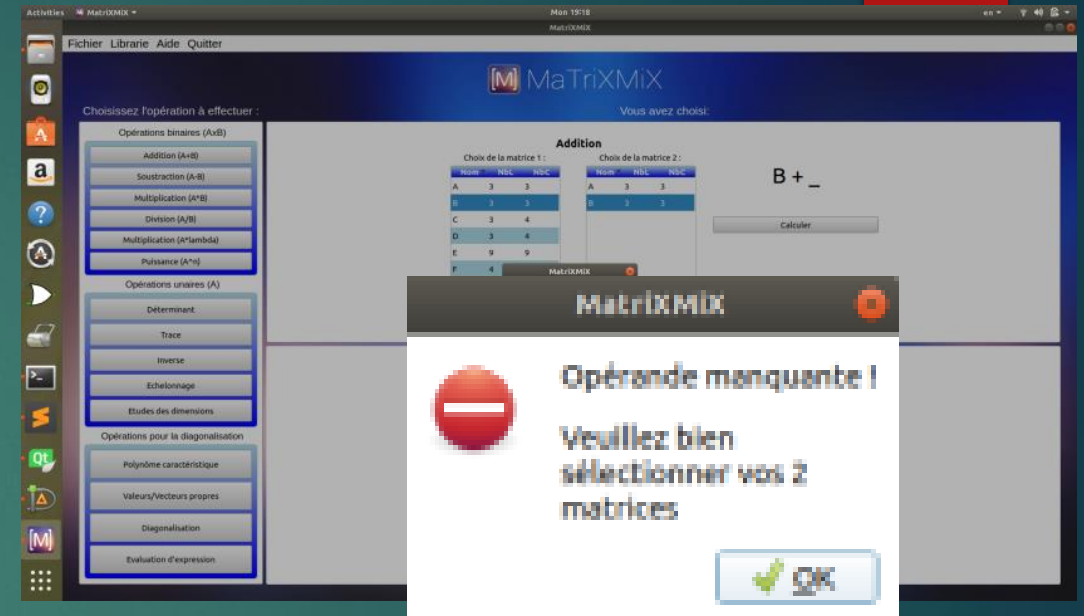 Activities MatriXMiX Mon 19:18 en
MatriXMiX
Fichier Librarie Aide Quitter
[M] MaTriXMiX
Choisissez l'opération à effectuer :
Vous avez choisi:
Opérations binaires (AxB)
Addition (A+B)
Soustraction (A-B)
Multiplication (A*B)
Division (A/B)
Multiplication (A*lambda)
Puissance (A^n)
Opérations unaires (A)
Déterminant
Trace
Inverse
Echelonnage
Etudes des dimensions
Opérations pour la diagonalisation
Polynôme caractéristique
Valeurs/Vecteurs propres
Diagonalisation
Evaluation d'expression
Addition
Choix de la matrice 1 :
Nom NbL NbC
A 3 3
B 3 3
C 3 4
D 3 4
E 9 9
F 4
Choix de la matrice 2 :
Nom NbL NbC
A 3 3
B 3 3
B + _
Calculer
MatriXMiX
MatriXMiX
Opérande manquante !
Veuillez bien
sélectionner vos 2
matrices
OK